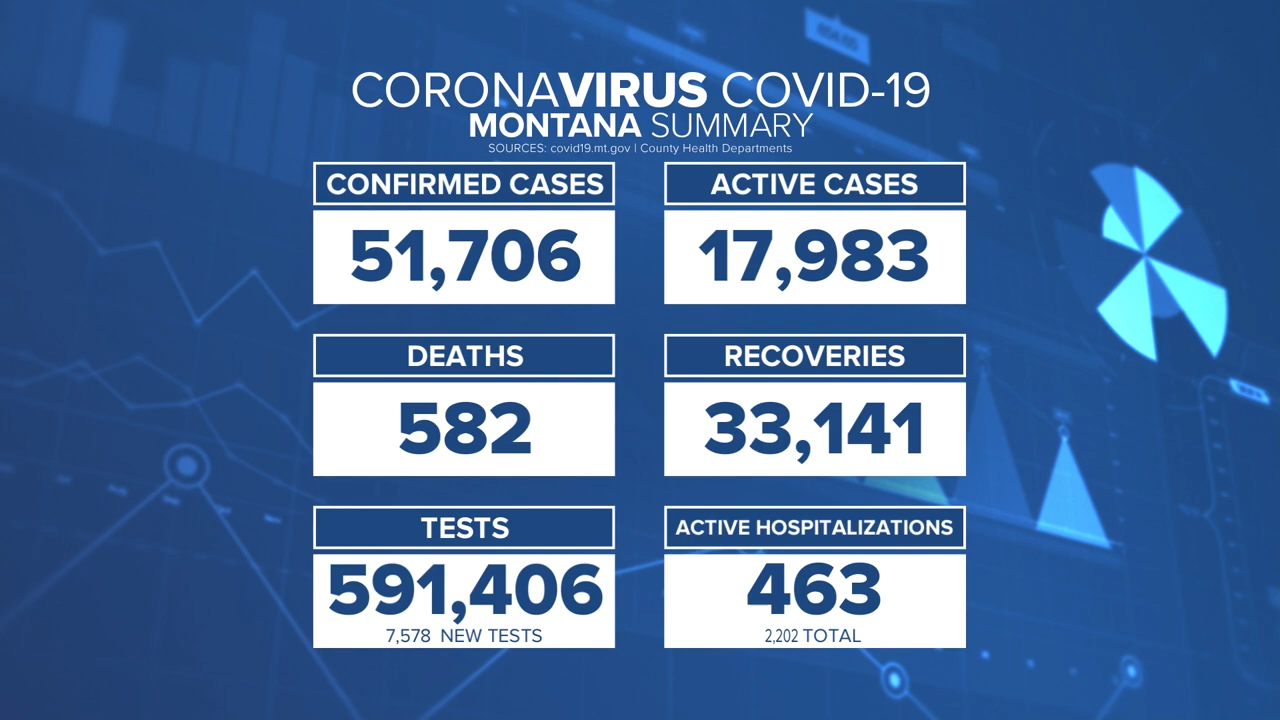 CORONAVIRUS COVID-19
MONTANA SUMMARY
SOURCES: covid19.mt.gov | County Health Departments
CONFIRMED CASES
51,706
ACTIVE CASES
17,983
DEATHS
582
RECOVERIES
33,141
TESTS
591,406
7,578 NEW TESTS
ACTIVE HOSPITALIZATIONS
463
2,202 TOTAL